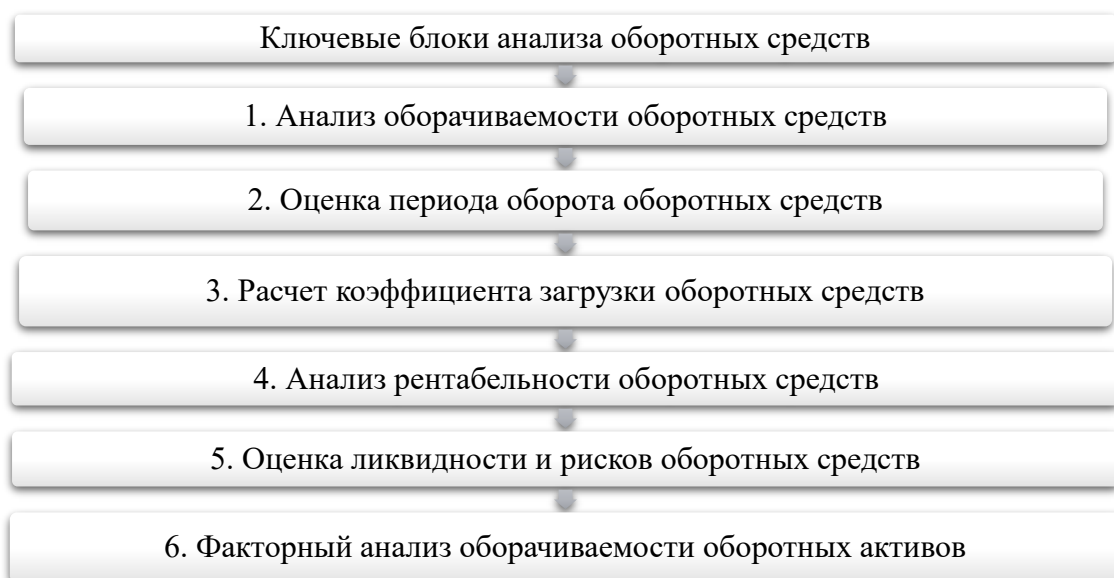 Ключевые блоки анализа оборотных средств
1. Анализ оборачиваемости оборотных средств
2. Оценка периода оборота оборотных средств
3. Расчет коэффициента загрузки оборотных средств
4. Анализ рентабельности оборотных средств
5. Оценка ликвидности и рисков оборотных средств
6. Факторный анализ оборачиваемости оборотных активов